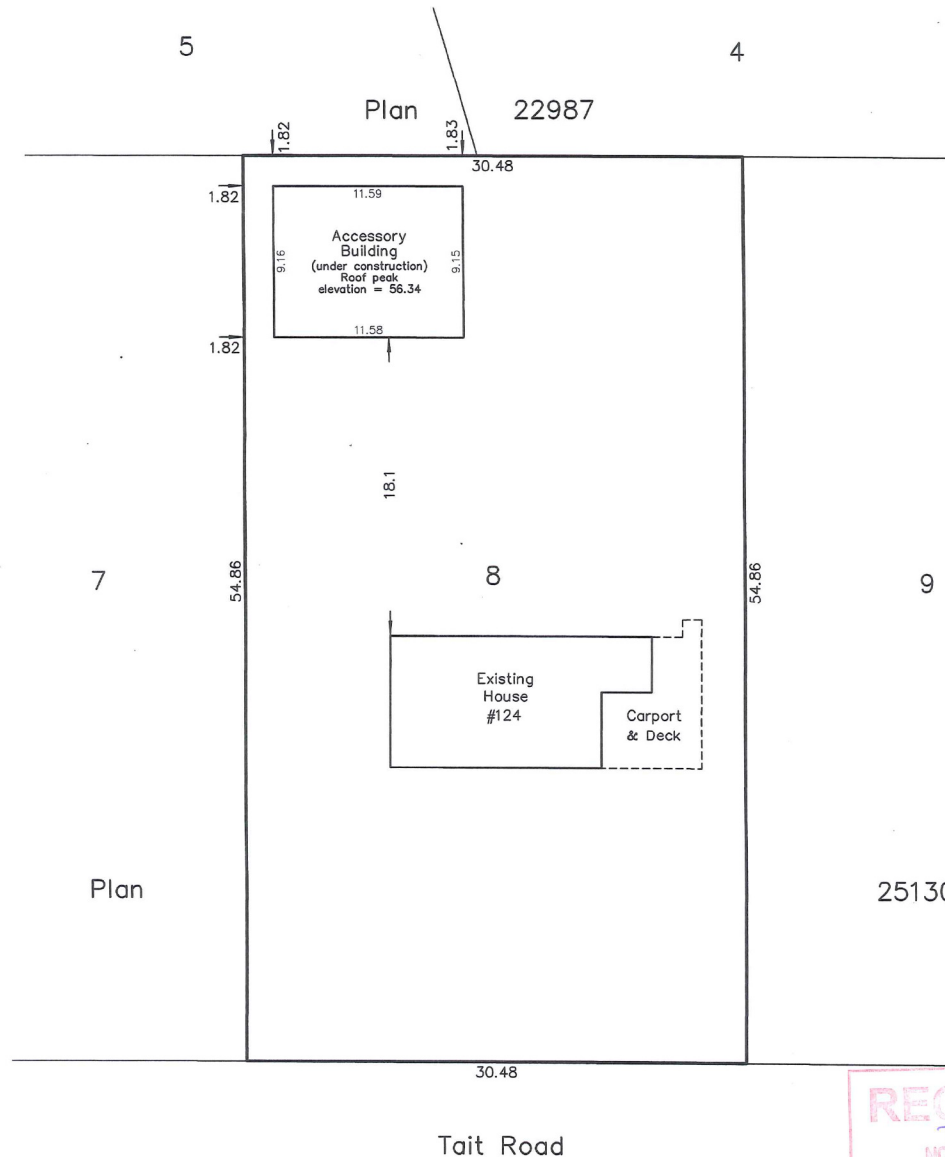 5
4
Plan 22987
1.82
1.83
30.48
1.82
11.59
Accessory
Building
(under construction)
Roof peak
elevation = 56.34
9.16
9.15
11.58
1.82
18.1
7
54.86
8
54.86
9
Existing
House
#124
Carport
& Deck
Plan
25130
30.48
Tait Road